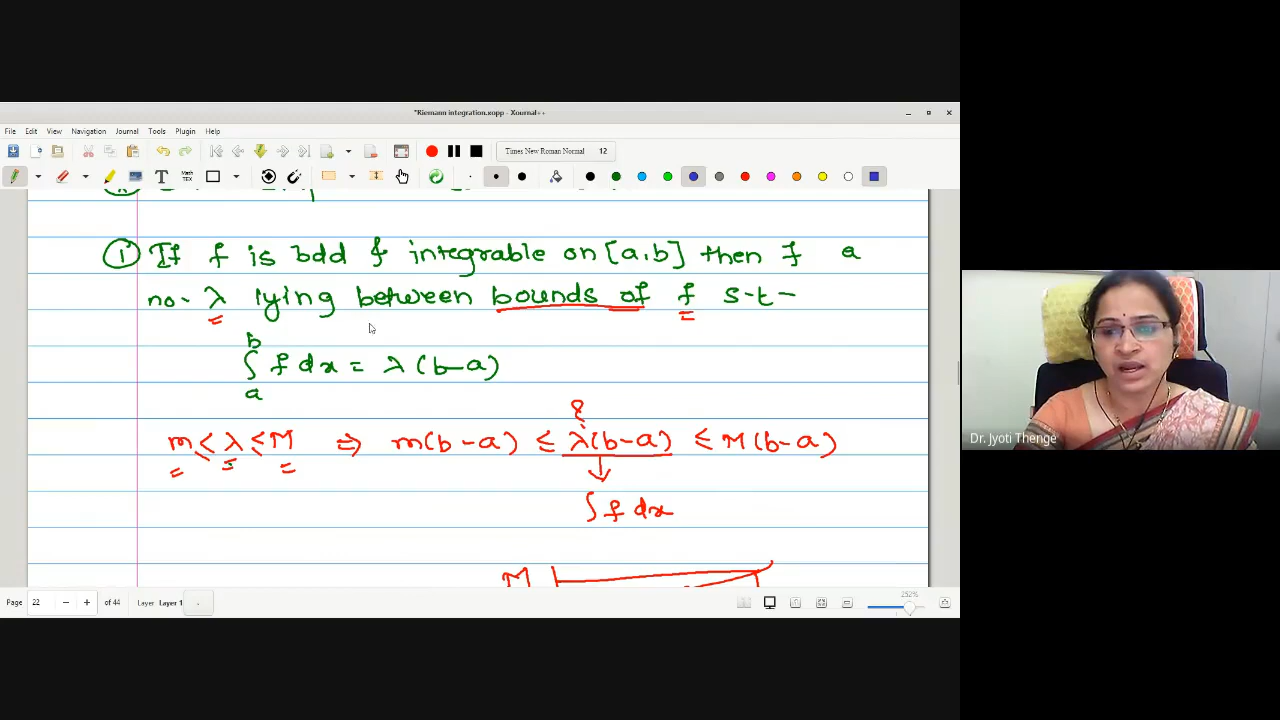 *Riemann integration.xopp - Xournal++
File Edit View Navigation Journal Tools Plugin Help
Times New Roman Normal 12
(i) If f is bdd & integrable on [a,b] then ∃ a
no. λ lying between bounds of f s.t.
∫_a^b f dx = λ(b-a)
m ≤ λ ≤ M ⇒ m(b-a) ≤ λ(b-a) ≤ M(b-a)
∫ f dx
M
Page 22 of 44 Layer Layer 1 252%
Dr. Jyoti Thenge